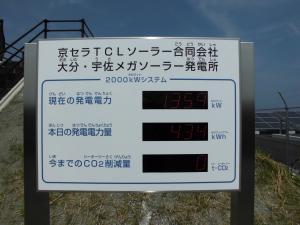 京セラTCLソーラー合同会社
大分・宇佐メガソーラー発電所
2000kWシステム
現在の発電電力 1359 kW
本日の発電電力量 434 kWh
今までのCO2削減量 0 t-CO2